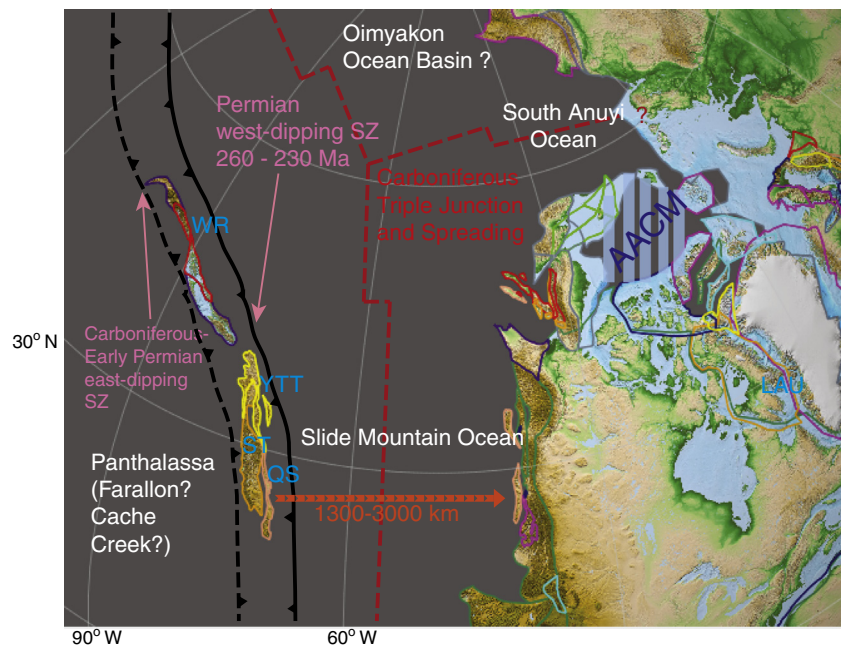 Oimyakon
Ocean Basin ?
Permian
west-dipping SZ
260 - 230 Ma
South Anuyi ?
Ocean
Carboniferous
Triple Junction
and Spreading
AACM
WR
30° N
Carboniferous-
Early Permian
east-dipping
SZ
YTT
LAU
ST
Slide Mountain Ocean
QS
Panthalassa
(Farallon?
Cache
Creek?)
1300-3000 km
90° W
60° W